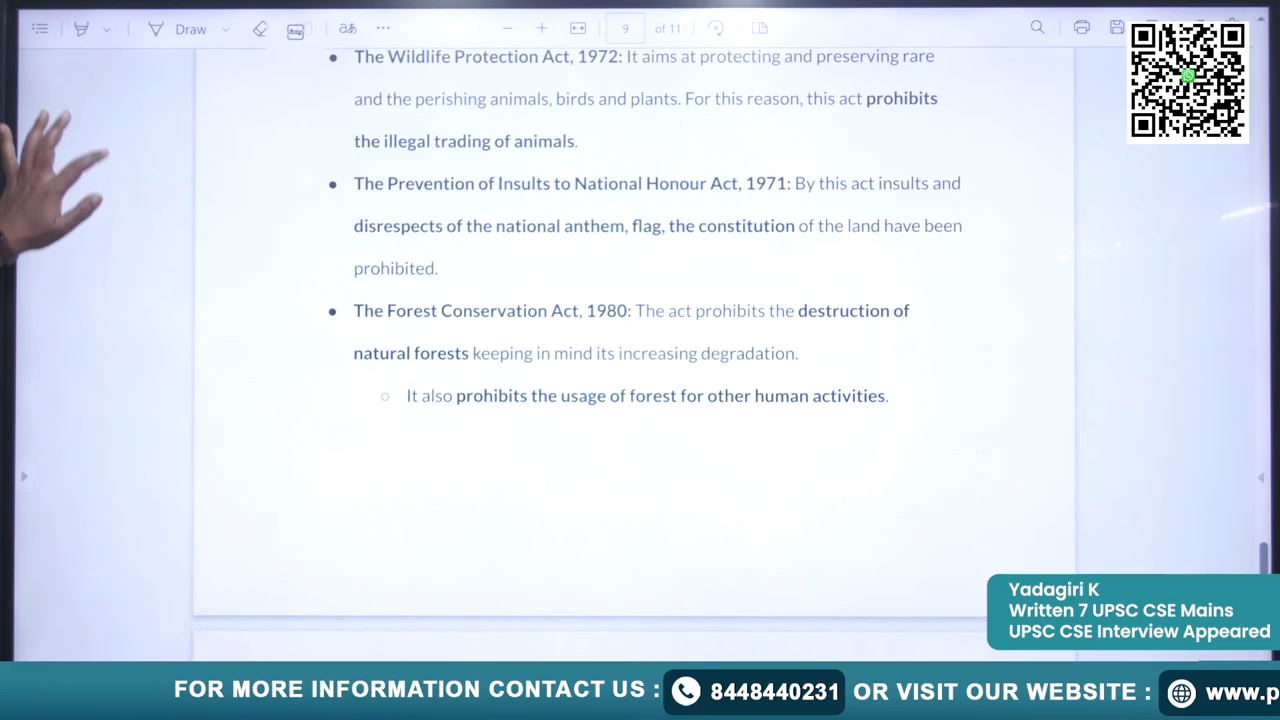 Draw
aあ
9 of 11
• The Wildlife Protection Act, 1972: It aims at protecting and preserving rare
and the perishing animals, birds and plants. For this reason, this act prohibits
the illegal trading of animals.
• The Prevention of Insults to National Honour Act, 1971: By this act insults and
disrespects of the national anthem, flag, the constitution of the land have been
prohibited.
• The Forest Conservation Act, 1980: The act prohibits the destruction of
natural forests keeping in mind its increasing degradation.
○ It also prohibits the usage of forest for other human activities.
Yadagiri K
Written 7 UPSC CSE Mains
UPSC CSE Interview Appeared
FOR MORE INFORMATION CONTACT US : 8448440231 OR VISIT OUR WEBSITE : www.p